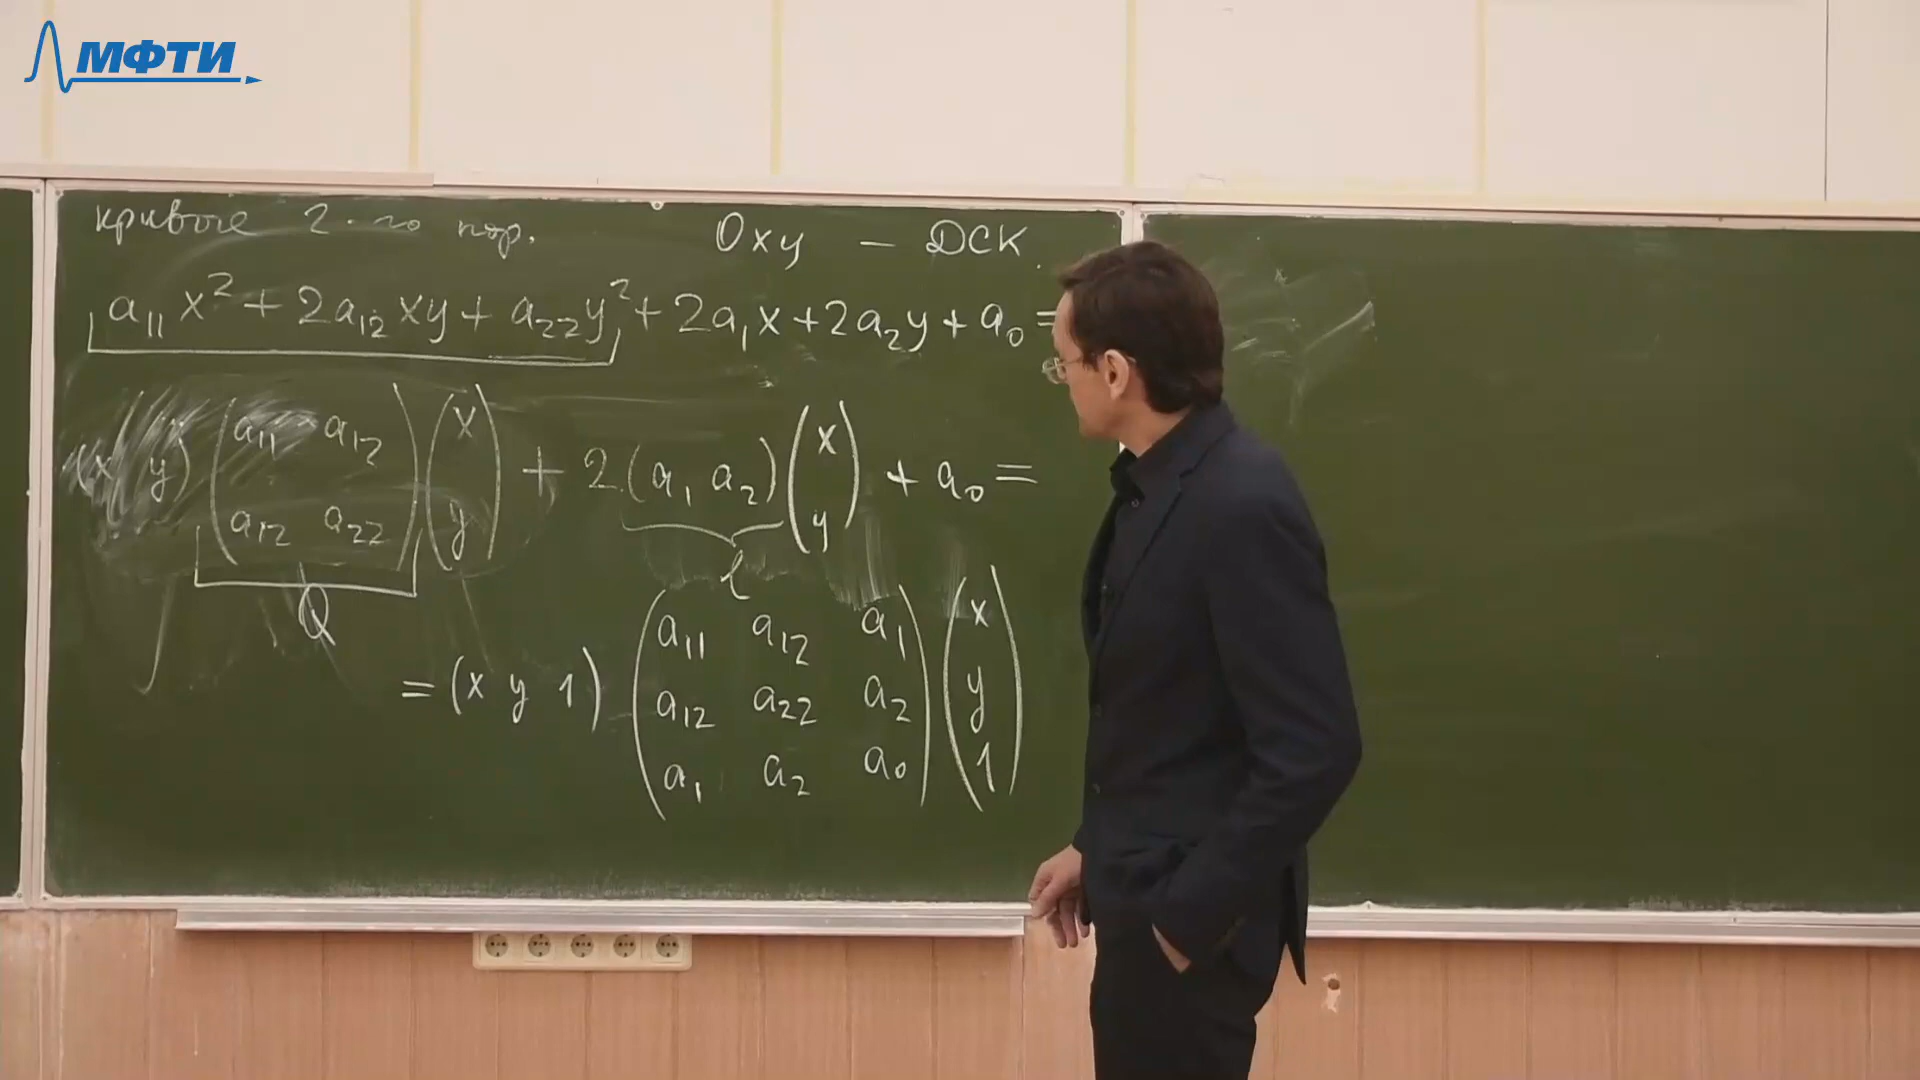 МФТИ
кривые 2-го пор. Oxy – ДСК.
a₁₁x² + 2a₁₂xy + a₂₂y² + 2a₁x + 2a₂y + a₀ =
(x y) (a₁₁ a₁₂ / a₁₂ a₂₂) (x / y) + 2(a₁ a₂) (x / y) + a₀ =
Q ℓ
= (x y 1) (a₁₁ a₁₂ a₁ / a₁₂ a₂₂ a₂ / a₁ a₂ a₀) (x / y / 1)